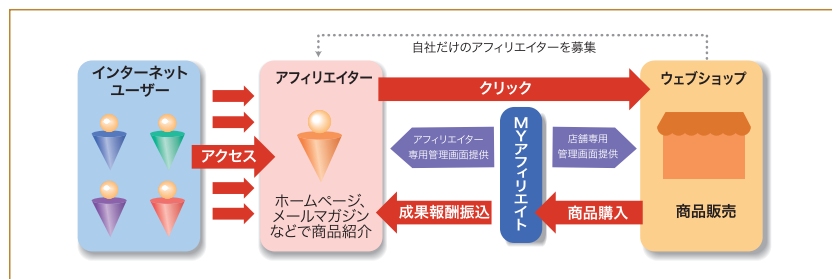 自社だけのアフィリエイターを募集
インターネット
ユーザー
アクセス
アフィリエイター
ホームページ、
メールマガジン
などで商品紹介
クリック
アフィリエイター
専用管理画面提供
MYアフィリエイト
店舗専用
管理画面提供
成果報酬振込
商品購入
ウェブショップ
商品販売